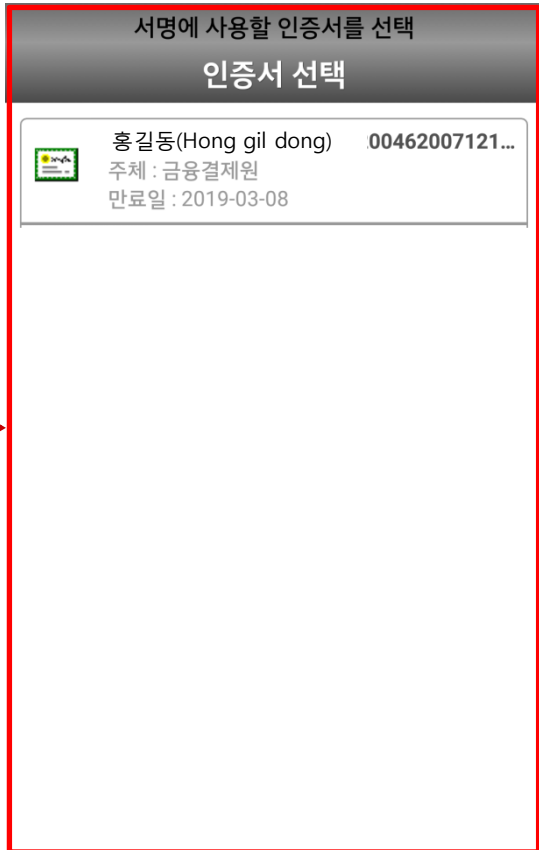 서명에 사용할 인증서를 선택
인증서 선택
홍길동(Hong gil dong) 00462007121...
주체 : 금융결제원
만료일 : 2019-03-08